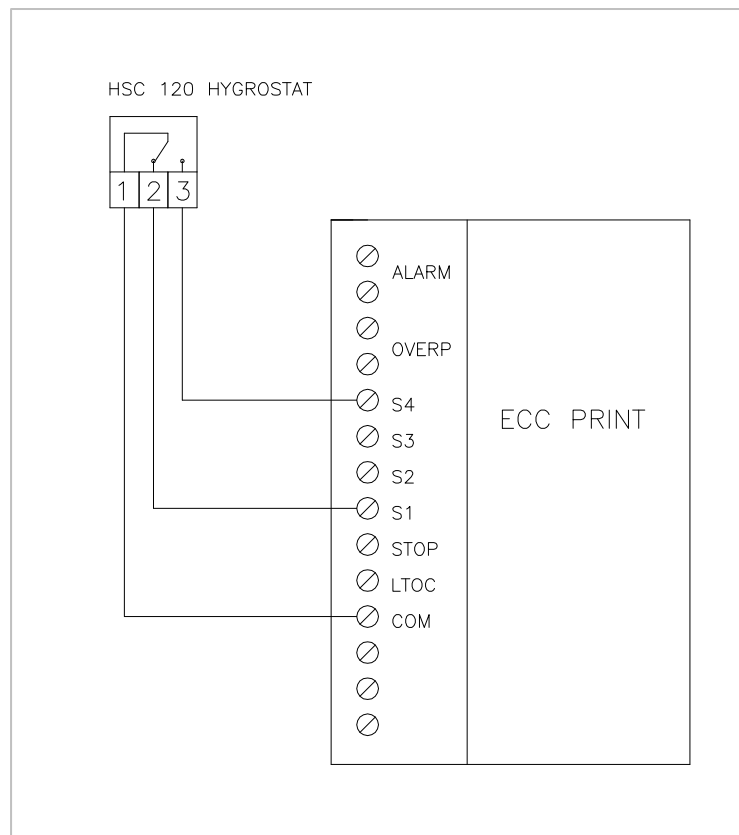 HSC 120 HYGROSTAT
1 2 3
ALARM
OVERP
S4
ECC PRINT
S3
S2
S1
STOP
LTOC
COM